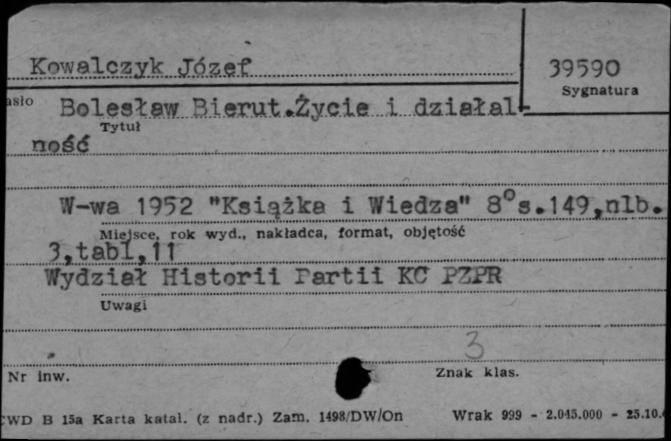 Kowalczyk Józef
39590
Sygnatura
asło Bolesław Bierut.Życie i działal-
Tytuł
ność
W-wa 1952 "Książka i Wiedza" 8°s.149,nlb.
Miejsce, rok wyd., nakładca, format, objętość
3,tabl,11
Wydział Historii Partii KC PZPR
Uwagi
3
Nr inw.
Znak klas.
CWD B 15a Karta katal. (z nadr.) Zam. 1498/DW/On Wrak 999 - 2.045.000 - 25.10.